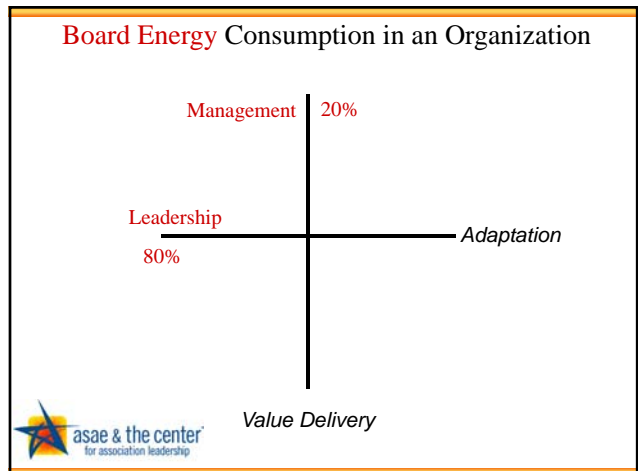 Board Energy Consumption in an Organization
Management 20%
Leadership
Adaptation
80%
Value Delivery
asae & the center
for association leadership